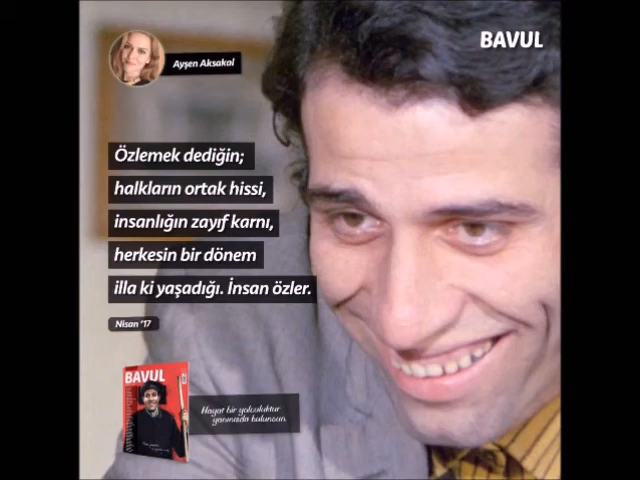 BAVUL
Ayşen Aksakal
Özlemek dediğin;
halkların ortak hissi,
insanlığın zayıf karnı,
herkesin bir dönem
illa ki yaşadığı. İnsan özler.
Nisan '17
BAVUL
Hayat bir yolculuktur
yanınızda bulunsun.